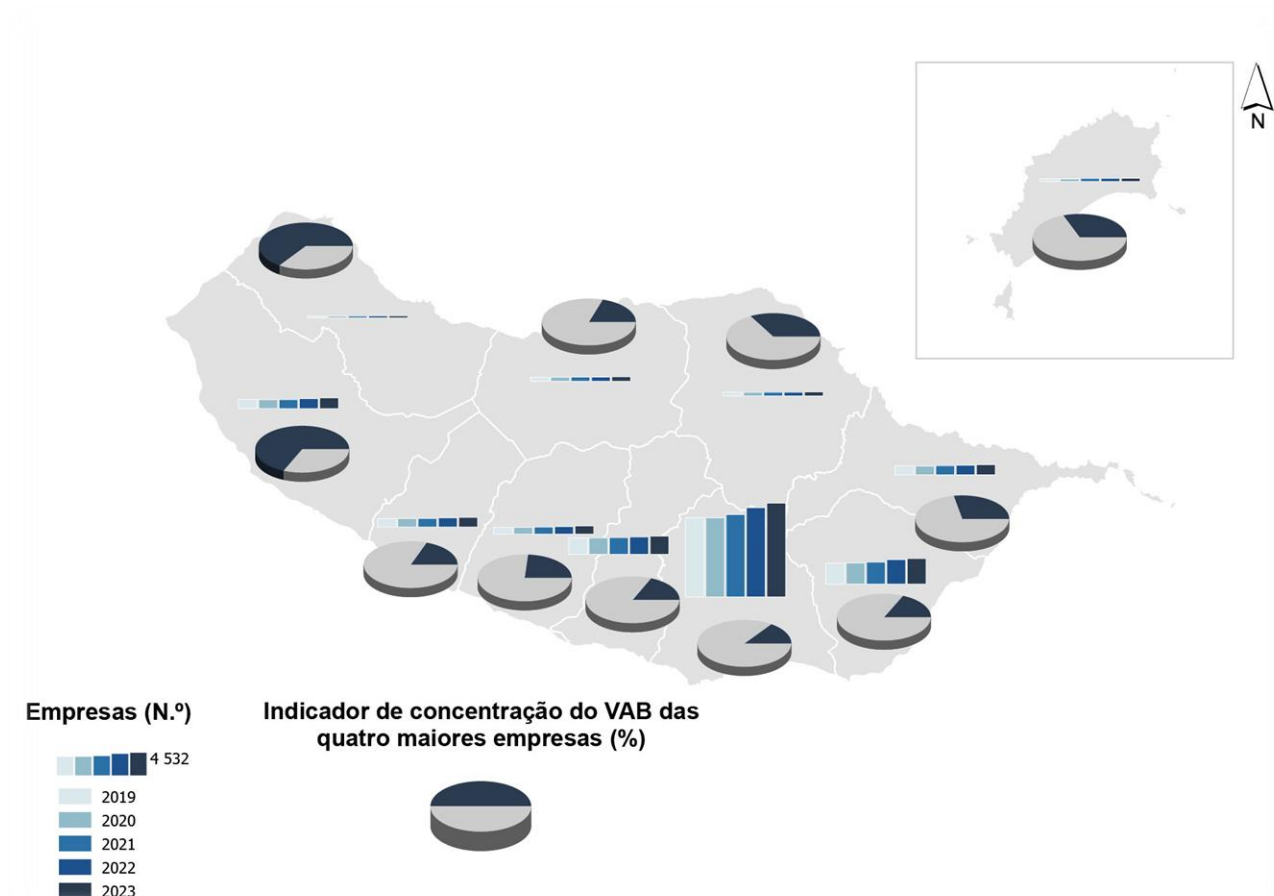 N
Empresas (N.º)
4 532
2019
2020
2021
2022
2023
Indicador de concentração do VAB das
quatro maiores empresas (%)